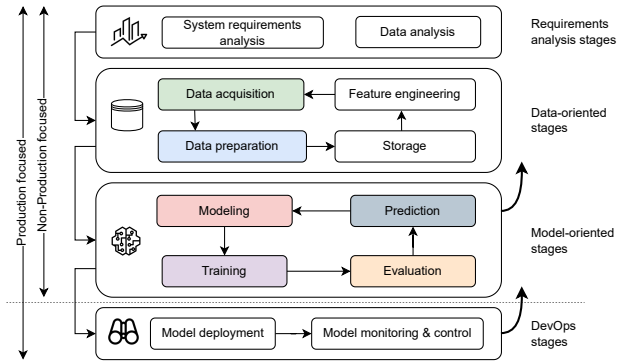 System requirements
analysis
Data analysis
Requirements
analysis stages
Data acquisition
Feature engineering
Data preparation
Storage
Data-oriented
stages
Modeling
Prediction
Training
Evaluation
Model-oriented
stages
Model deployment
Model monitoring & control
DevOps
stages
Production focused
Non-Production focused